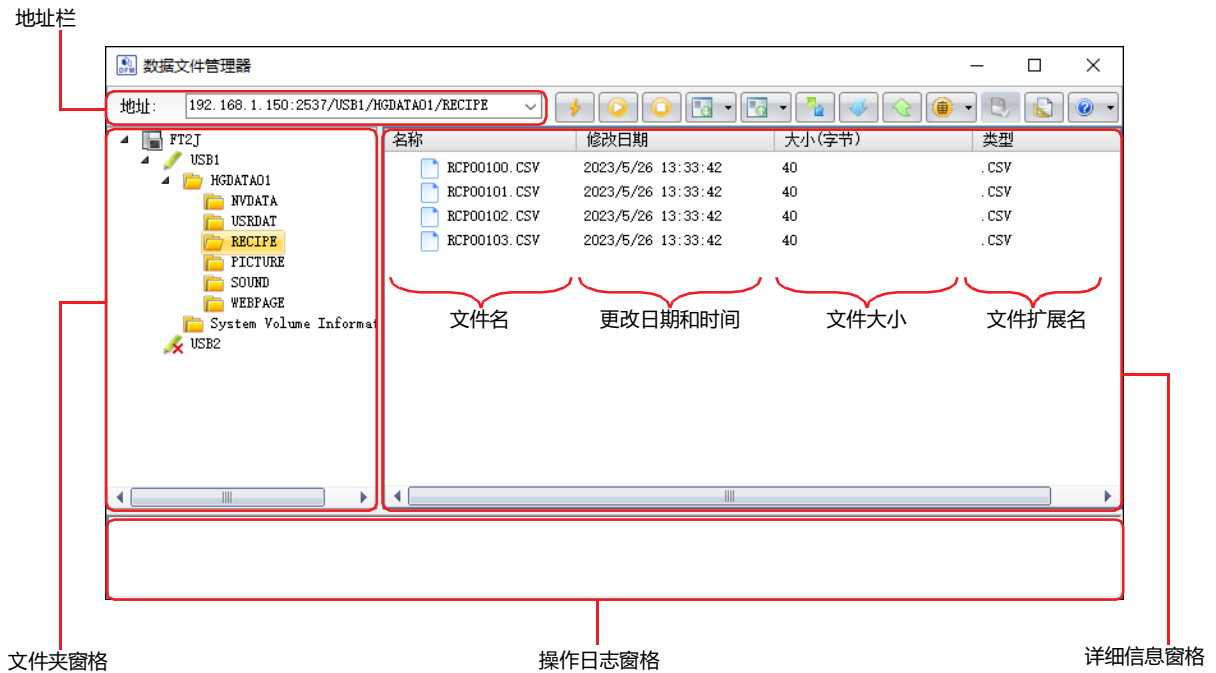 地址栏
数据文件管理器
地址: 192.168.1.150:2537/USB1/HGDATA01/RECIPE
FT2J
USB1
HGDATA01
NVDATA
USRDAT
RECIPE
PICTURE
SOUND
WEBPAGE
System Volume Informat
USB2
名称 修改日期 大小(字节) 类型
RCP00100.CSV 2023/5/26 13:33:42 40 .CSV
RCP00101.CSV 2023/5/26 13:33:42 40 .CSV
RCP00102.CSV 2023/5/26 13:33:42 40 .CSV
RCP00103.CSV 2023/5/26 13:33:42 40 .CSV
文件名 更改日期和时间 文件大小 文件扩展名
文件夹窗格 操作日志窗格 详细信息窗格